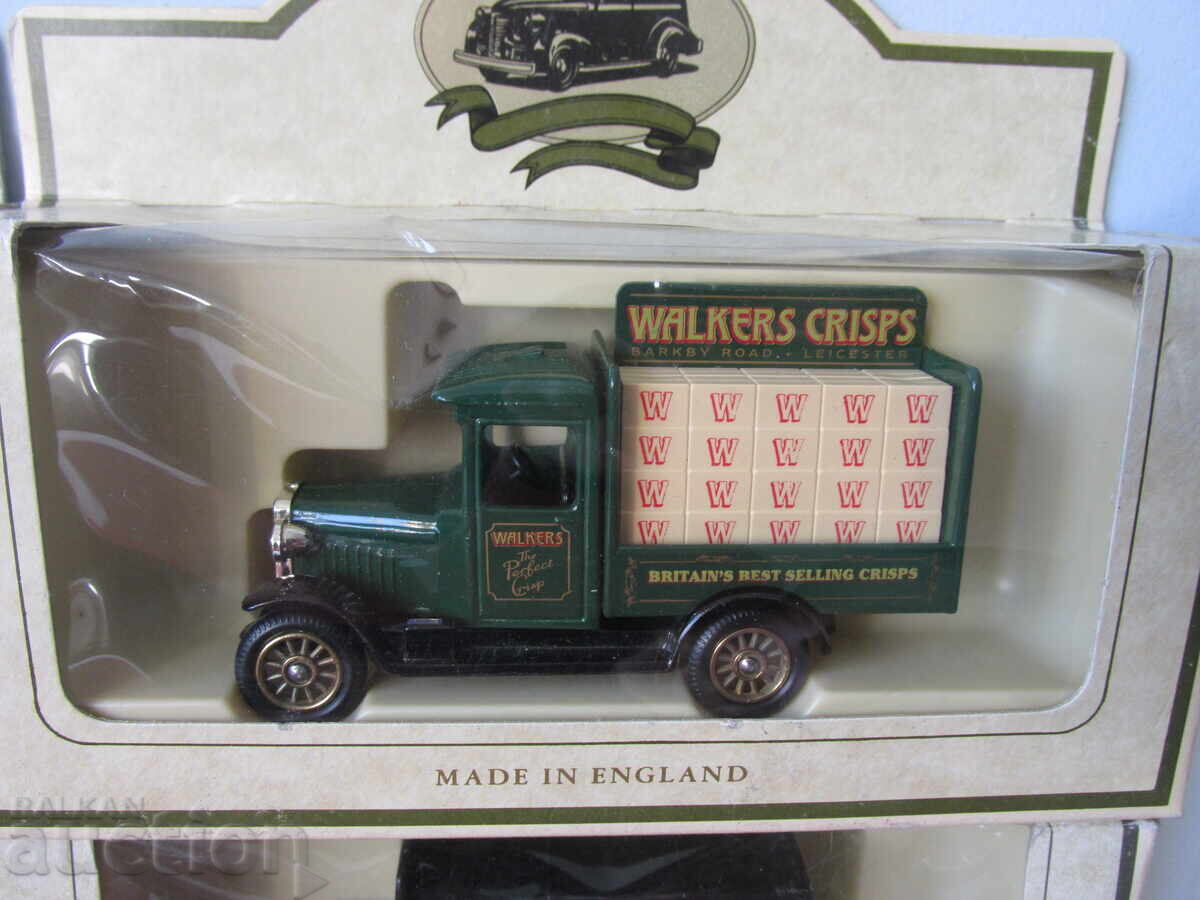 WALKERS CRISPS
BARKBY ROAD • LEICESTER
W W W W W
W W W W W
W W W W W
W W W W W
WALKERS
The
Perfect
Crisp
BRITAIN'S BEST SELLING CRISPS
MADE IN ENGLAND
BALKAN
auction